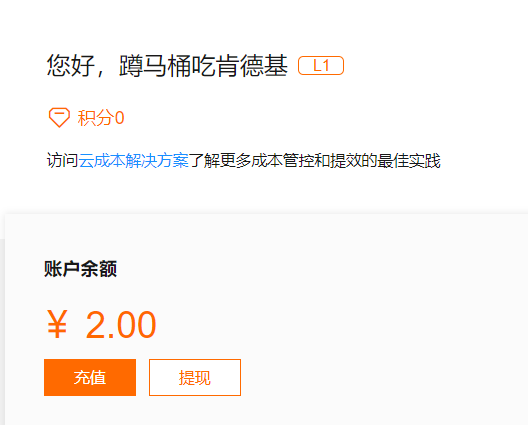 您好，蹲马桶吃肯德基 L1
积分0
访问云成本解决方案了解更多成本管控和提效的最佳实践
账户余额
¥ 2.00
充值 提现